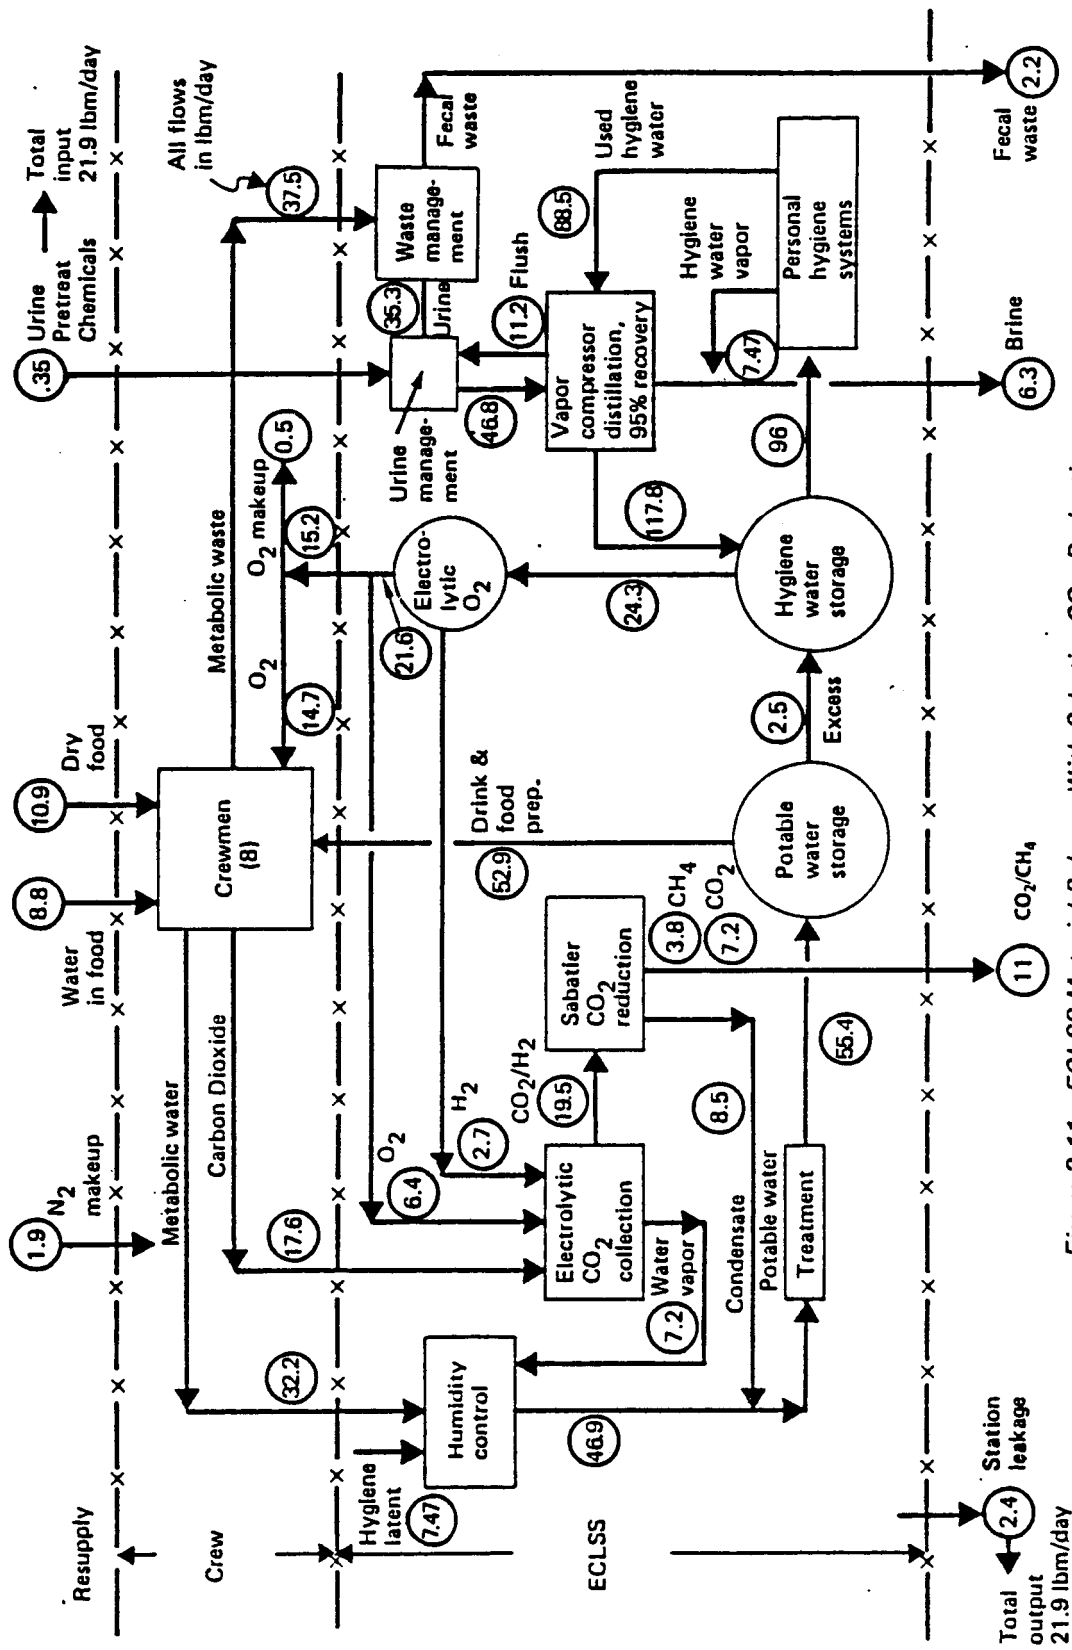 1.9
N2
makeup
8.8
Water
in food
10.9
Dry
food
.35
Urine
Pretreat
Chemicals
Total
input
21.9 lbm/day
All flows
in lbm/day
Resupply
Crew
ECLSS
Metabolic water
Carbon Dioxide
Crewmen
(8)
Metabolic waste
O2
O2 makeup
0.5
14.7
15.2
37.5
32.2
17.6
Hygiene
latent
7.47
Humidity
control
46.9
O2
6.4
H2
2.7
Electrolytic
CO2
collection
Water
vapor
7.2
CO2/H2
19.5
Sabatier
CO2
reduction
3.8
CH4
7.2
CO2
8.5
Condensate
Potable water
Treatment
55.4
52.9
Drink &
food
prep.
Potable
water
storage
2.5
Excess
Hygiene
water
storage
24.3
21.6
Electro-
lytic
O2
Urine
manage-
ment
35.3
Urine
Waste
manage-
ment
Fecal
waste
46.8
11.2
Flush
Vapor
compressor
distillation,
95% recovery
117.8
88.5
Used
hygiene
water
Hygiene
water
vapor
7.47
96
Personal
hygiene
systems
Total
output
21.9 lbm/day
2.4
Station
leakage
11
CO2/CH4
6.3
Brine
Fecal
waste
2.2